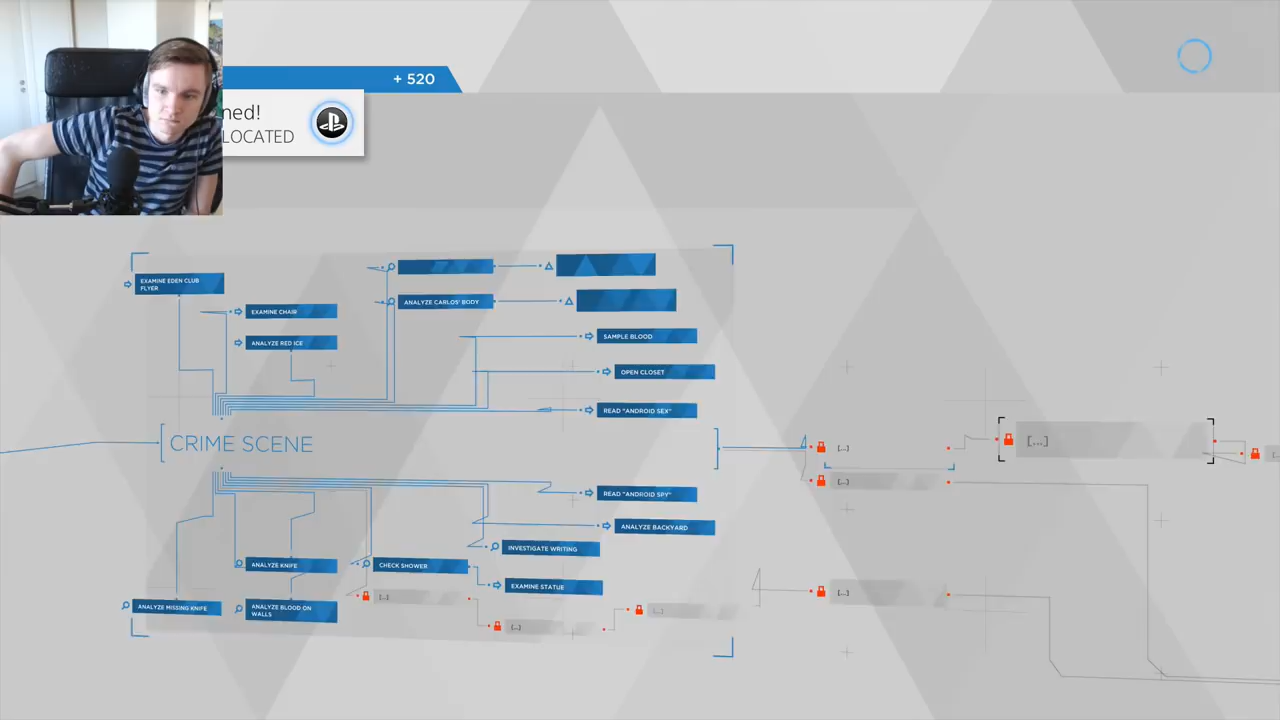 + 520
ned!
LOCATED
EXAMINE EDEN CLUB
FLYER
EXAMINE CHAIR
ANALYZE CARLOS' BODY
ANALYZE RED ICE
SAMPLE BLOOD
OPEN CLOSET
READ "ANDROID SEX"
CRIME SCENE
[...]
[...]
[...]
[...]
READ "ANDROID SPY"
ANALYZE BACKYARD
INVESTIGATE WRITING
ANALYZE KNIFE
CHECK SHOWER
EXAMINE STATUE
[...]
[...]
ANALYZE MISSING KNIFE
ANALYZE BLOOD ON
WALLS
[...]
[...]